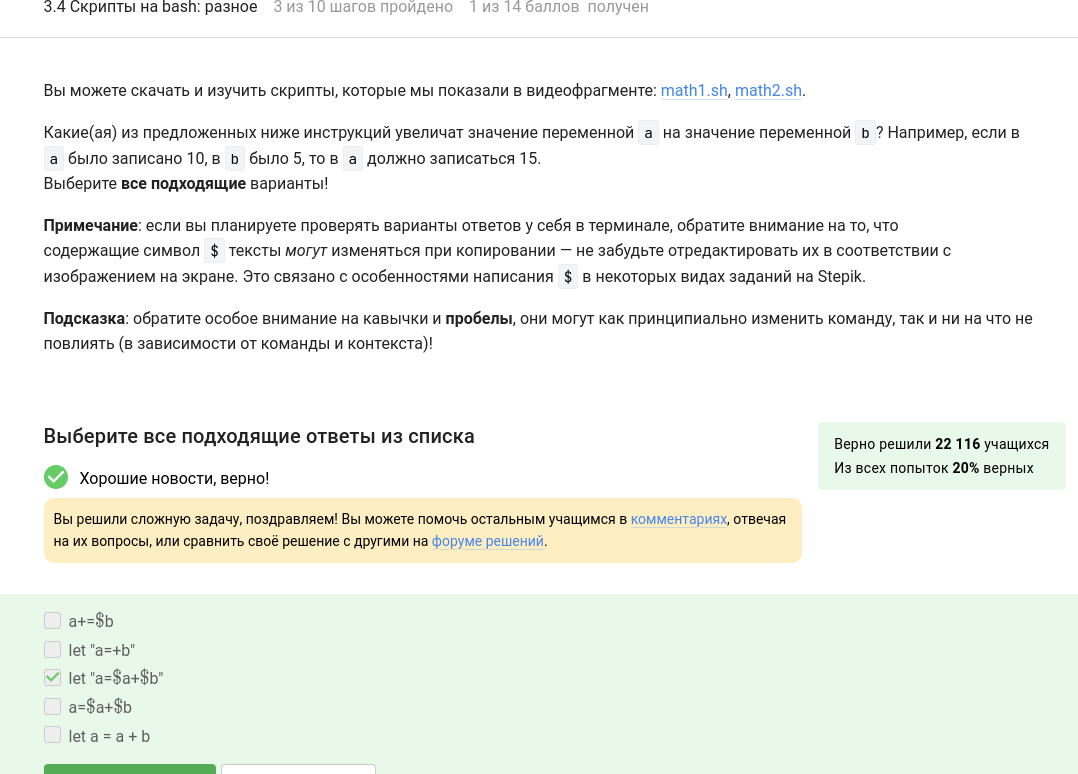 3.4 Скрипты на bash: разное 3 из 10 шагов пройдено 1 из 14 баллов получен
Вы можете скачать и изучить скрипты, которые мы показали в видеофрагменте: math1.sh, math2.sh.
Какие(ая) из предложенных ниже инструкций увеличат значение переменной a на значение переменной b ? Например, если в
a было записано 10, в b было 5, то в a должно записаться 15.
Выберите все подходящие варианты!
Примечание: если вы планируете проверять варианты ответов у себя в терминале, обратите внимание на то, что
содержащие символ $ тексты могут изменяться при копировании — не забудьте отредактировать их в соответствии с
изображением на экране. Это связано с особенностями написания $ в некоторых видах заданий на Stepik.
Подсказка: обратите особое внимание на кавычки и пробелы, они могут как принципиально изменить команду, так и ни на что не
повлиять (в зависимости от команды и контекста)!
Выберите все подходящие ответы из списка
Верно решили 22 116 учащихся
Из всех попыток 20% верных
Хорошие новости, верно!
Вы решили сложную задачу, поздравляем! Вы можете помочь остальным учащимся в комментариях, отвечая
на их вопросы, или сравнить своё решение с другими на форуме решений.
a+=$b
let "a=+b"
let "a=$a+$b"
a=$a+$b
let a = a + b